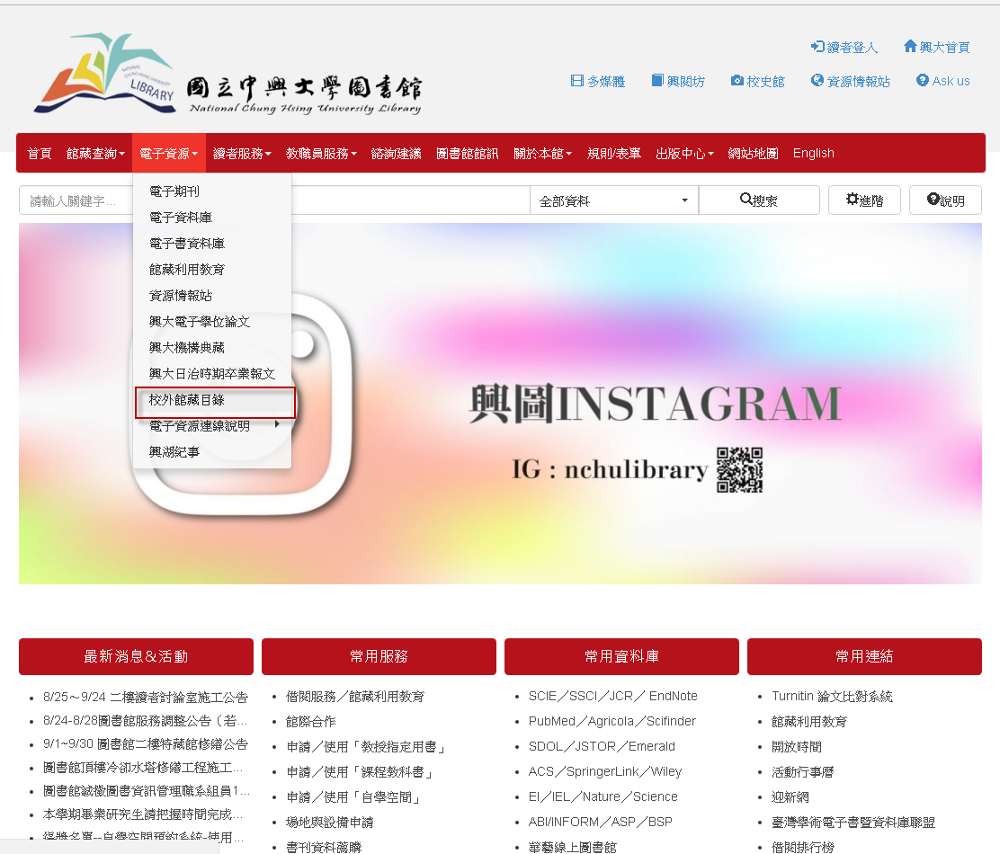 讀者登入 興大首頁
LIBRARY
國立中興大學圖書館
National Chung Hsing University Library
多媒體 興閱坊 校史館 資源情報站 Ask us
首頁 館藏查詢 電子資源 讀者服務 教職員服務 諮詢建議 圖書館館訊 關於本館 規則/表單 出版中心 網站地圖 English
請輸入關鍵字... 全部資料 搜索 進階 說明
電子期刊
電子資料庫
電子書資料庫
館藏利用教育
資源情報站
興大電子學位論文
興大機構典藏
興大日治時期卒業報文
校外館藏目錄
電子資源連線說明
興湖紀事
興圖INSTAGRAM
IG : nchulibrary
最新消息&活動
8/25～9/24 二樓讀者討論室施工公告
8/24-8/28圖書館服務調整公告（若...
9/1~9/30 圖書館二樓特藏館修繕公告
圖書館頂樓冷卻水塔修繕工程施工...
圖書館誠徵圖書資訊管理職系組員1...
本學期畢業研究生請把握時間完成...
得獎名單--自學空間預約系統-使用...
常用服務
借閱服務／館藏利用教育
館際合作
申請／使用「教授指定用書」
申請／使用「課程教科書」
申請／使用「自學空間」
場地與設備申請
書刊資料薦購
常用資料庫
SCIE／SSCI／JCR／ EndNote
PubMed／Agricola／Scifinder
SDOL／JSTOR／Emerald
ACS／SpringerLink／Wiley
EI／IEL／Nature／Science
ABI/INFORM／ASP／BSP
華藝線上圖書館
常用連結
Turnitin 論文比對系統
館藏利用教育
開放時間
活動行事曆
迎新網
臺灣學術電子書暨資料庫聯盟
借閱排行榜